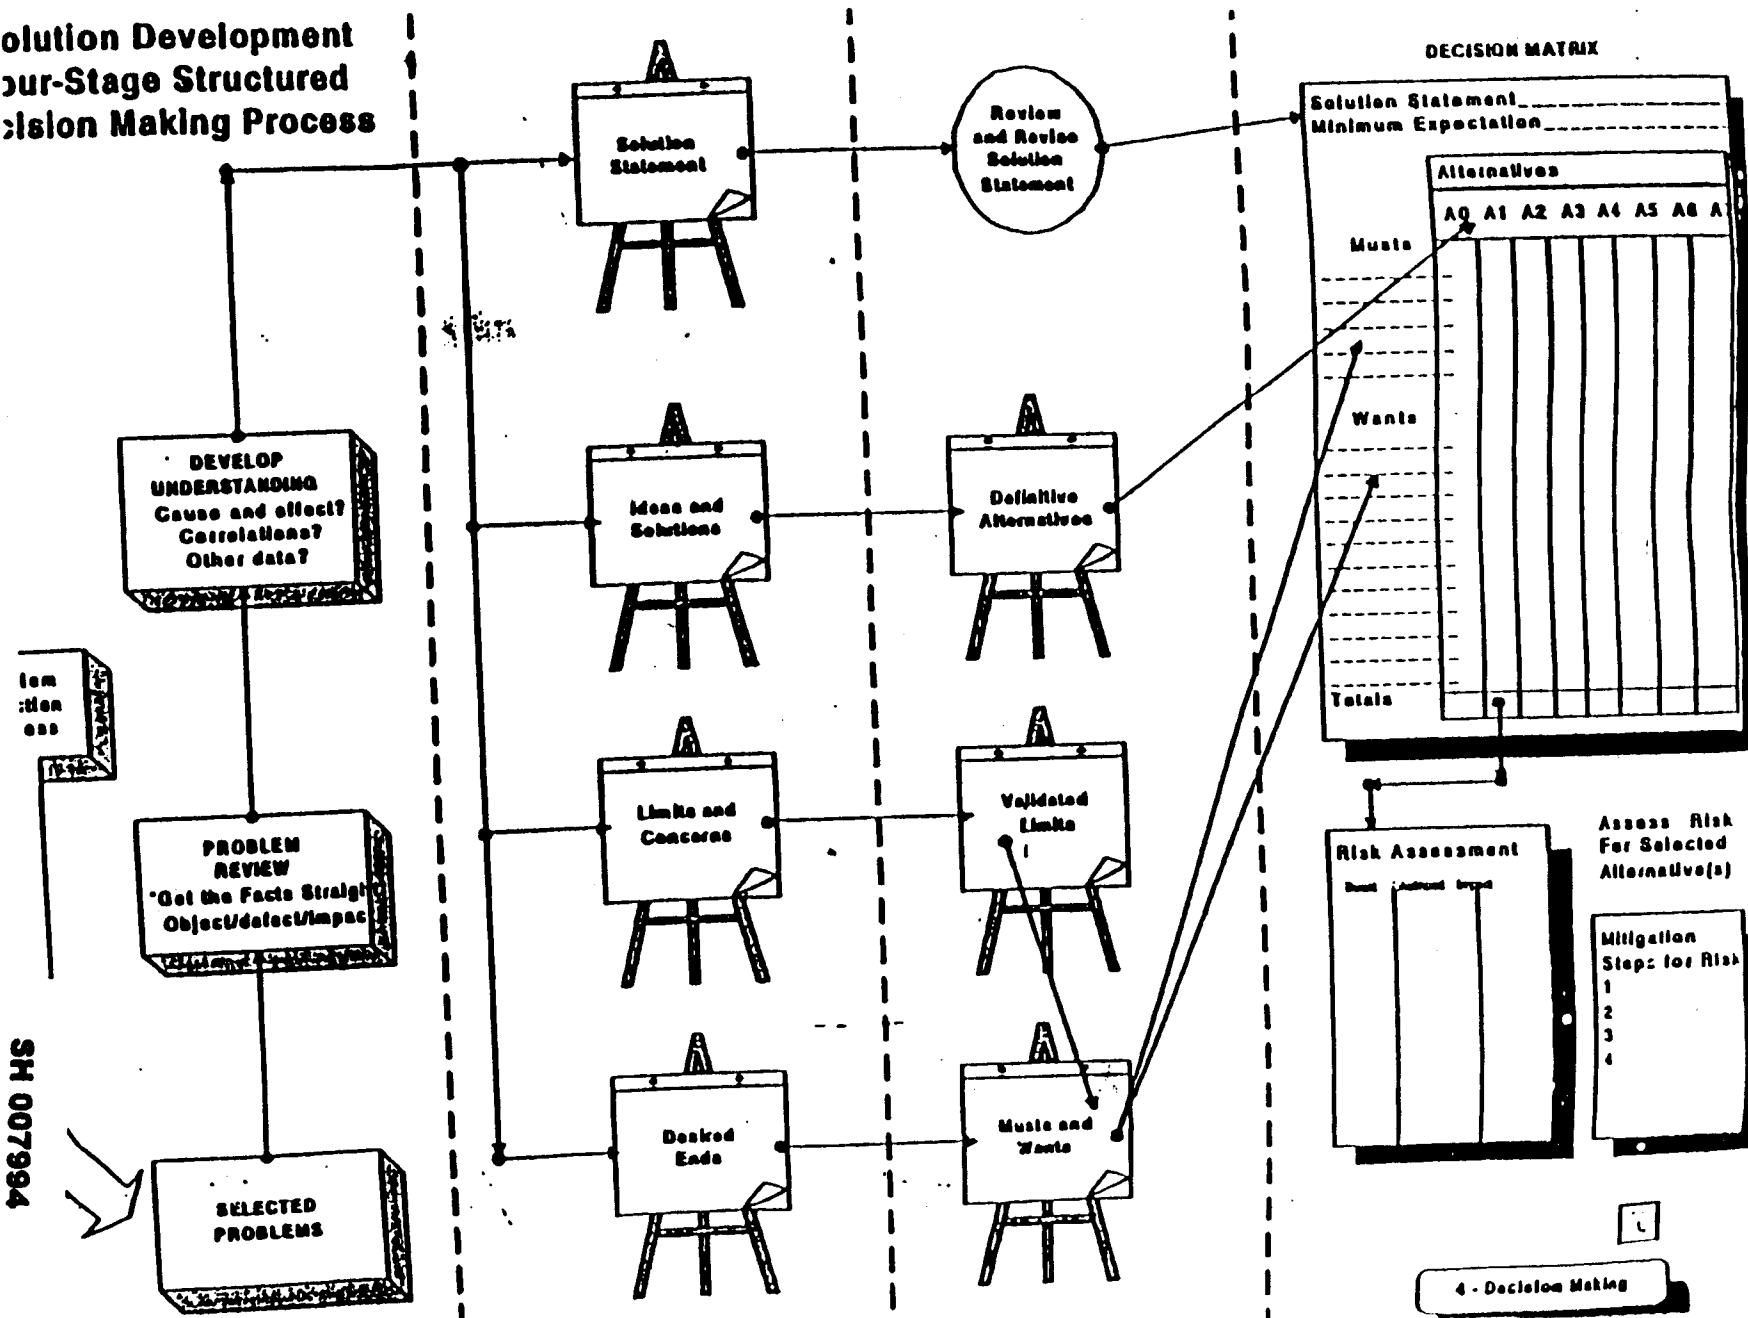 olution Development
our-Stage Structured
cision Making Process
DEVELOP
UNDERSTANDING
Cause and effect?
Correlations?
Other data?
lem
ction
ess
PROBLEM
REVIEW
"Get the Facts Straigh
Object/defect/impac
SELECTED
PROBLEMS
SH 007994
Solution
Statement
Ideas and
Solutions
Limits and
Concerns
Desired
Ends
Review
and Revise
Solution
Statement
Definitive
Alternatives
Validated
Limits
Musts and
Wants
DECISION MATRIX
Solution Statement
Minimum Expectation
Alternatives
A0 A1 A2 A3 A4 A5 A6 A7
Musts
Wants
Totals
Risk Assessment
Assess Risk
For Selected
Alternative(s)
Mitigation
Steps for Risk
1
2
3
4
4 - Decision Making